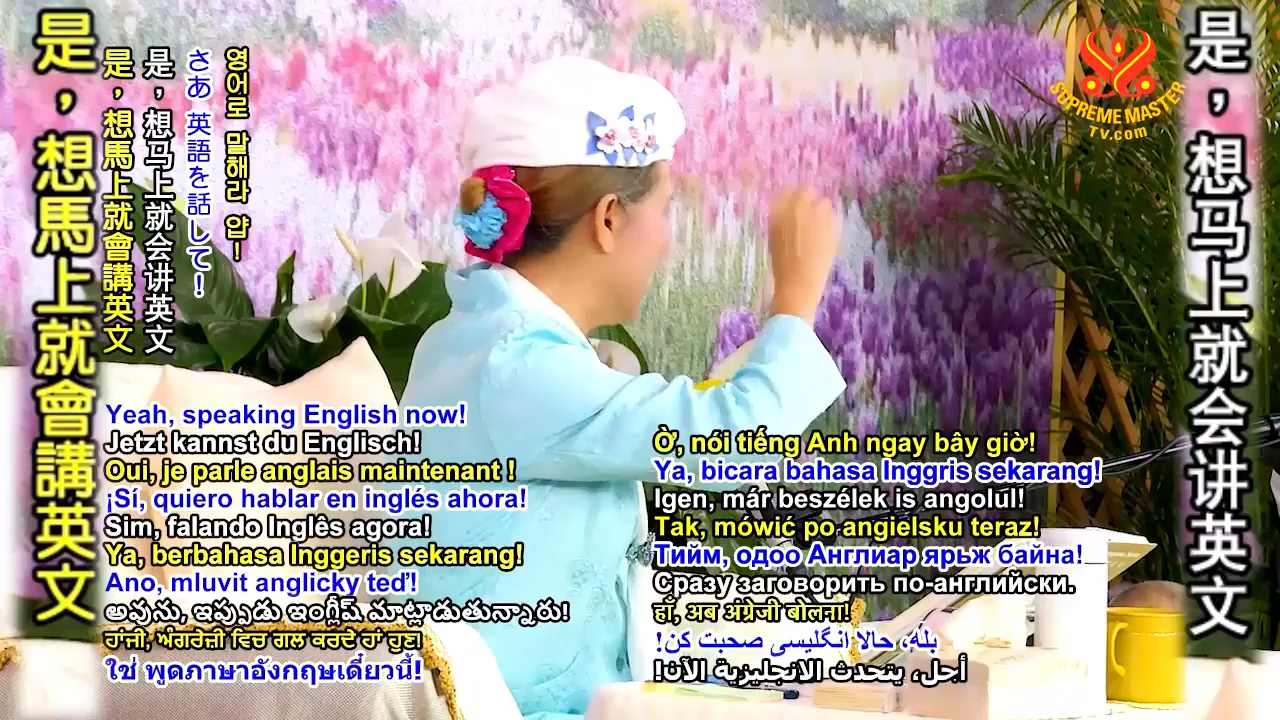 是，想馬上就會講英文
是，想馬上就會講英文
是，想马上就会讲英文
さあ 英語を話して！
영어로 말해라 얍！
SUPREME MASTER
TV.com
是，想马上就会讲英文
Yeah, speaking English now!
Jetzt kannst du Englisch!
Oui, je parle anglais maintenant !
¡Sí, quiero hablar en inglés ahora!
Sim, falando Inglês agora!
Ya, berbahasa Inggeris sekarang!
Ano, mluvit anglicky teď!
అవును, ఇప్పుడు ఇంగ్లీష్ మాట్లాడుతున్నారు!
ਹਾਂਜੀ, ਅੰਗਰੇਜ਼ੀ ਵਿਚ ਗਲ ਕਰਦੇ ਹਾਂ ਹੁਣ।
ใช่ พูดภาษาอังกฤษเดี๋ยวนี้!
Ờ, nói tiếng Anh ngay bây giờ!
Ya, bicara bahasa Inggris sekarang!
Igen, már beszélek is angolúl!
Tak, mówić po angielsku teraz!
Тийм, одоо Англиар ярьж байна!
Сразу заговорить по-английски.
हाँ, अब अंग्रेजी बोलना!
بله، حالا انگلیسی صحبت کن!
أجل، يتحدث الانجليزية الآن!